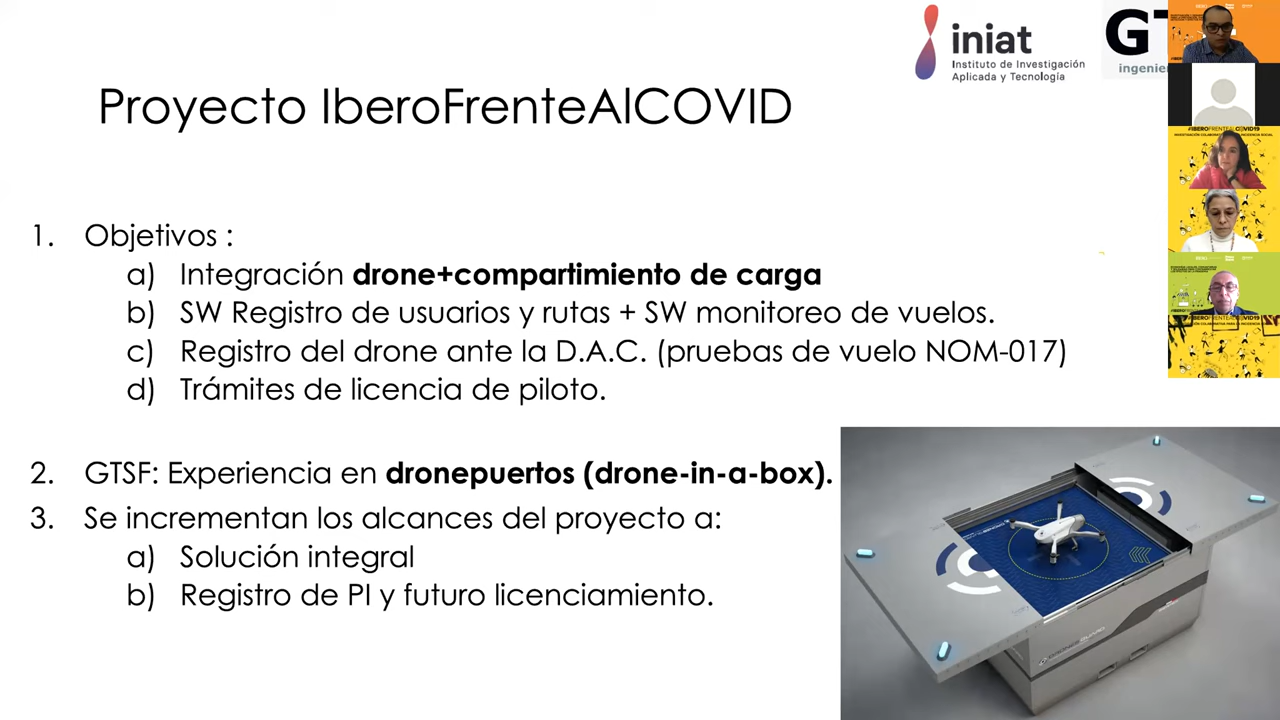 iniat
Instituto de Investigación
Aplicada y Tecnología
GT
ingenier
Proyecto IberoFrenteAlCOVID
1. Objetivos :
a) Integración drone+compartimiento de carga
b) SW Registro de usuarios y rutas + SW monitoreo de vuelos.
c) Registro del drone ante la D.A.C. (pruebas de vuelo NOM-017)
d) Trámites de licencia de piloto.
2. GTSF: Experiencia en dronepuertos (drone-in-a-box).
3. Se incrementan los alcances del proyecto a:
a) Solución integral
b) Registro de PI y futuro licenciamiento.